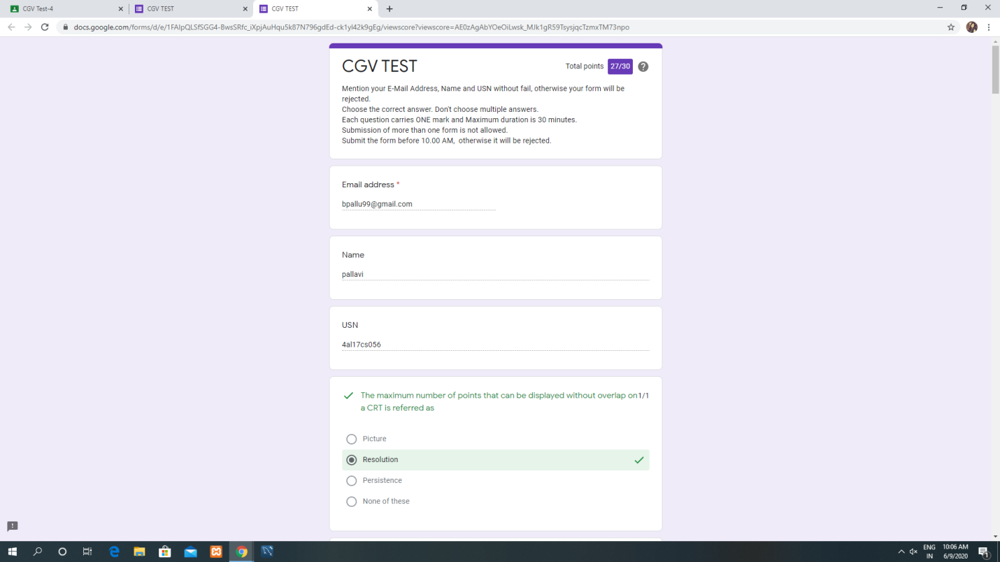 CGV Test-4
CGV TEST
CGV TEST
docs.google.com/forms/d/e/1FAIpQLSfSGG4-BwsSRfc_iXpjAuHqu5k87N796gdEd-ck1yl42k9gEg/viewscore?viewscore=AE0zAgAbYOeOiLwsk_MJk1gR59TsysjqcTzmxTM73npo
CGV TEST
Total points 27/30
Mention your E-Mail Address, Name and USN without fail, otherwise your form will be
rejected.
Choose the correct answer. Don't choose multiple answers.
Each question carries ONE mark and Maximum duration is 30 minutes.
Submission of more than one form is not allowed.
Submit the form before 10.00 AM, otherwise it will be rejected.
Email address *
bpallu99@gmail.com
Name
pallavi
USN
4al17cs056
The maximum number of points that can be displayed without overlap on 1/1
a CRT is referred as
Picture
Resolution
Persistence
None of these
ENG
IN
10:06 AM
6/9/2020
1